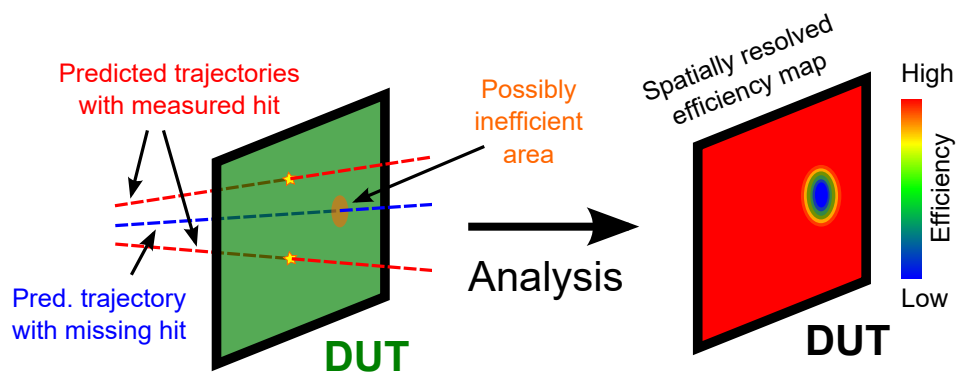 Predicted trajectories
with measured hit
Possibly
inefficient
area
Pred. trajectory
with missing hit
DUT
Analysis
Spatially resolved
efficiency map
High
Efficiency
Low
DUT